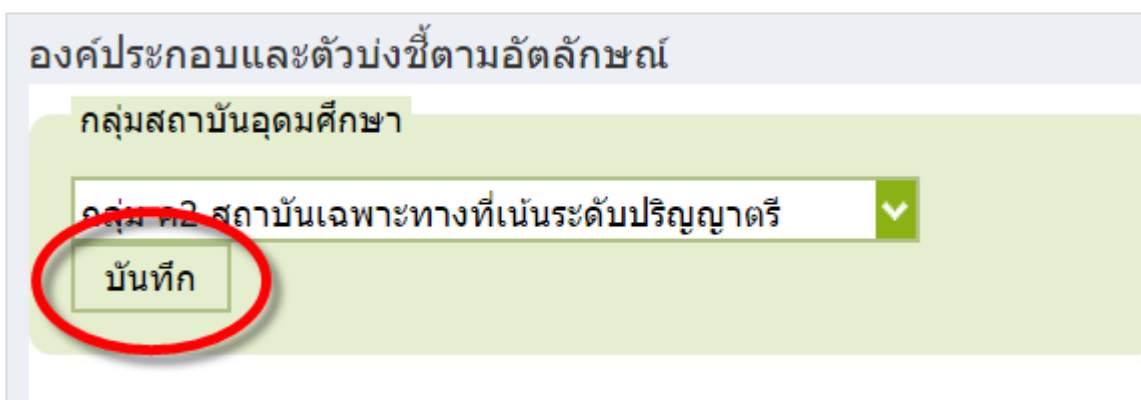 องค์ประกอบและตัวบ่งชี้ตามอัตลักษณ์
กลุ่มสถาบันอุดมศึกษา
กลุ่ม ค2 สถาบันเฉพาะทางที่เน้นระดับปริญญาตรี
บันทึก